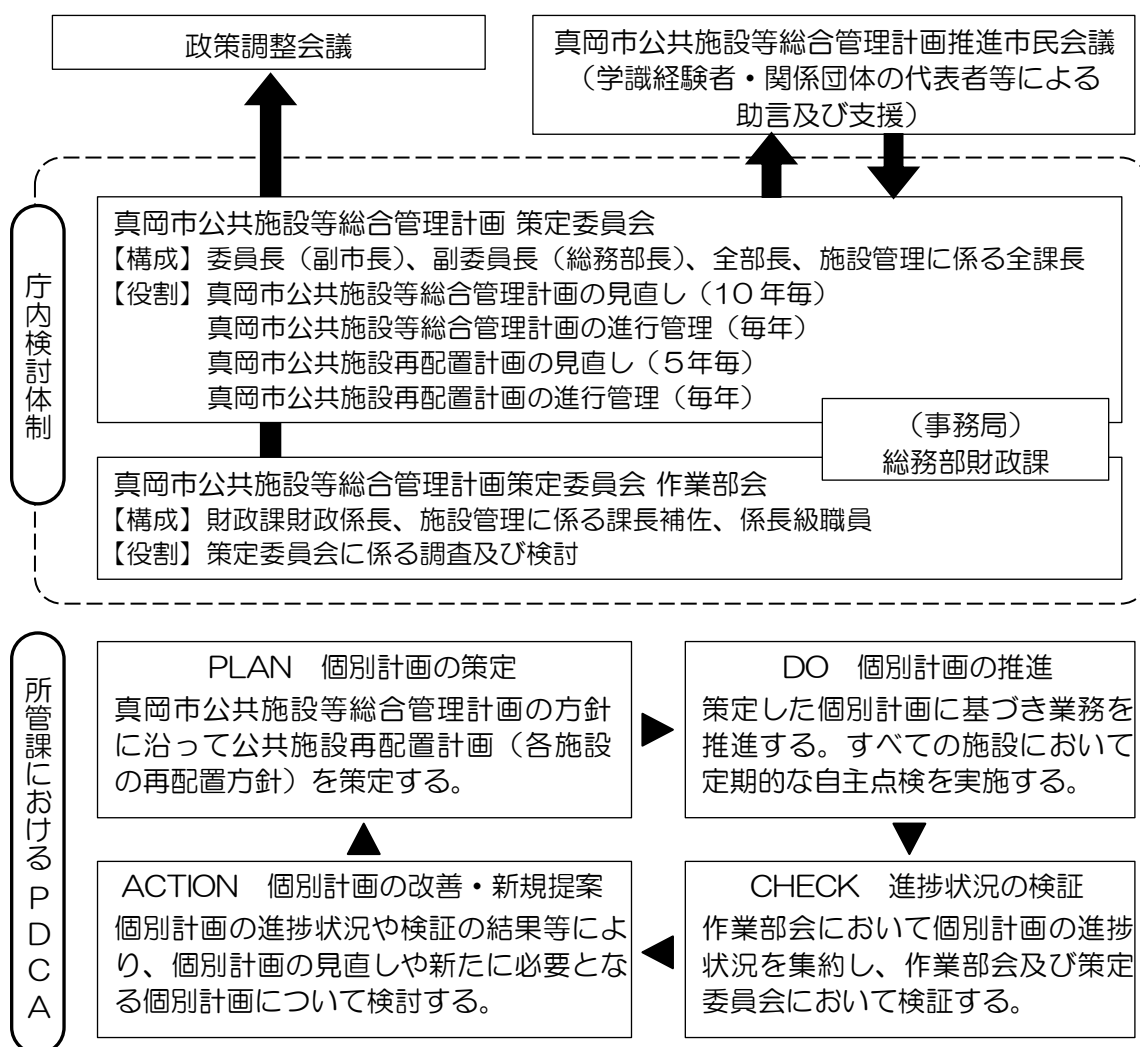 政策調整会議
真岡市公共施設等総合管理計画推進市民会議
（学識経験者・関係団体の代表者等による
助言及び支援）
庁内検討体制
真岡市公共施設等総合管理計画 策定委員会
【構成】委員長（副市長）、副委員長（総務部長）、全部長、施設管理に係る全課長
【役割】真岡市公共施設等総合管理計画の見直し（10年毎）
真岡市公共施設等総合管理計画の進行管理（毎年）
真岡市公共施設再配置計画の見直し（5年毎）
真岡市公共施設再配置計画の進行管理（毎年）
（事務局）
総務部財政課
真岡市公共施設等総合管理計画策定委員会 作業部会
【構成】財政課財政係長、施設管理に係る課長補佐、係長級職員
【役割】策定委員会に係る調査及び検討
所管課におけるPDCA
PLAN　個別計画の策定
真岡市公共施設等総合管理計画の方針
に沿って公共施設再配置計画（各施設
の再配置方針）を策定する。
DO　個別計画の推進
策定した個別計画に基づき業務を
推進する。すべての施設において
定期的な自主点検を実施する。
ACTION　個別計画の改善・新規提案
個別計画の進捗状況や検証の結果等によ
り、個別計画の見直しや新たに必要とな
る個別計画について検討する。
CHECK　進捗状況の検証
作業部会において個別計画の進捗
状況を集約し、作業部会及び策定
委員会において検証する。